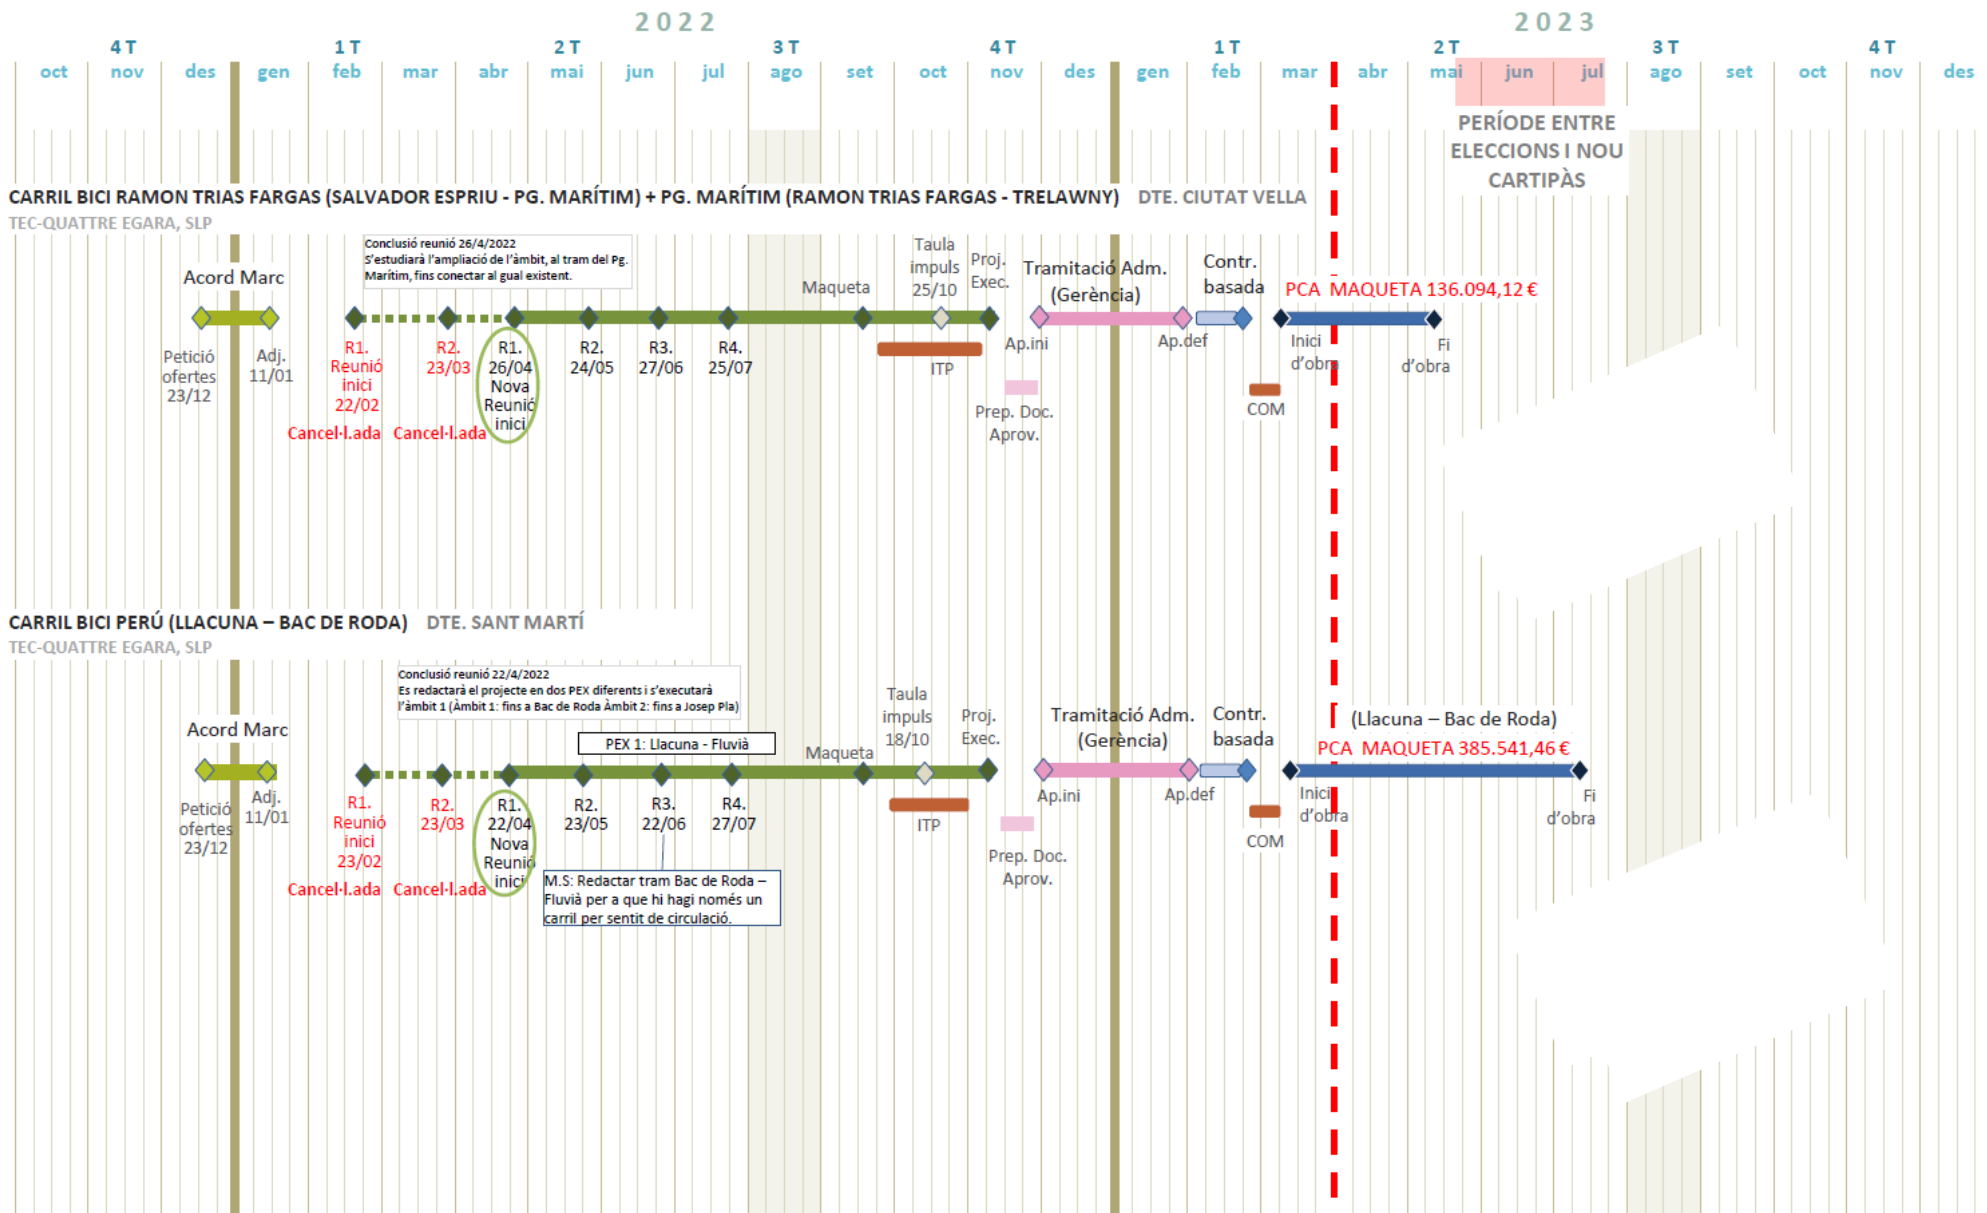 2022 2023
4 T 1 T 2 T 3 T 4 T 1 T 2 T 3 T 4 T
oct nov des gen feb mar abr mai jun jul ago set oct nov des gen feb mar abr mai jun jul ago set oct nov des
PERÍODE ENTRE
ELECCIONS I NOU
CARTIPÀS
CARRIL BICI RAMON TRIAS FARGAS (SALVADOR ESPRIU - PG. MARÍTIM) + PG. MARÍTIM (RAMON TRIAS FARGAS - TRELAWNY) DTE. CIUTAT VELLA
TEC-QUATTRE EGARA, SLP
Conclusió reunió 26/4/2022
S'estudiarà l'ampliació de l'àmbit, al tram del Pg.
Marítim, fins conectar al gual existent.
Acord Marc
Petició
ofertes
23/12
Adj.
11/01
R1.
Reunió
inici
22/02
Cancel·l.ada
R2.
23/03
Cancel·l.ada
R1.
26/04
Nova
Reunió
inici
R2.
24/05
R3.
27/06
R4.
25/07
Maqueta
Taula
impuls
25/10
Proj.
Exec.
ITP
Prep. Doc.
Aprov.
Tramitació Adm.
(Gerència)
Ap.ini
Ap.def
Contr.
basada
COM
PCA MAQUETA 136.094,12 €
Inici
d'obra
Fi
d'obra
CARRIL BICI PERÚ (LLACUNA – BAC DE RODA) DTE. SANT MARTÍ
TEC-QUATTRE EGARA, SLP
Conclusió reunió 22/4/2022
Es redactarà el projecte en dos PEX diferents i s'executarà
l'àmbit 1 (Àmbit 1: fins a Bac de Roda Àmbit 2: fins a Josep Pla)
Acord Marc
Petició
ofertes
23/12
Adj.
11/01
R1.
Reunió
inici
23/02
Cancel·l.ada
R2.
23/03
Cancel·l.ada
R1.
22/04
Nova
Reunió
inici
PEX 1: Llacuna - Fluvià
R2.
23/05
R3.
22/06
R4.
27/07
M.S: Redactar tram Bac de Roda –
Fluvià per a que hi hagi només un
carril per sentit de circulació.
Maqueta
Taula
impuls
18/10
Proj.
Exec.
ITP
Prep. Doc.
Aprov.
Tramitació Adm.
(Gerència)
Ap.ini
Ap.def
Contr.
basada
COM
(Llacuna – Bac de Roda)
PCA MAQUETA 385.541,46 €
Inici
d'obra
Fi
d'obra